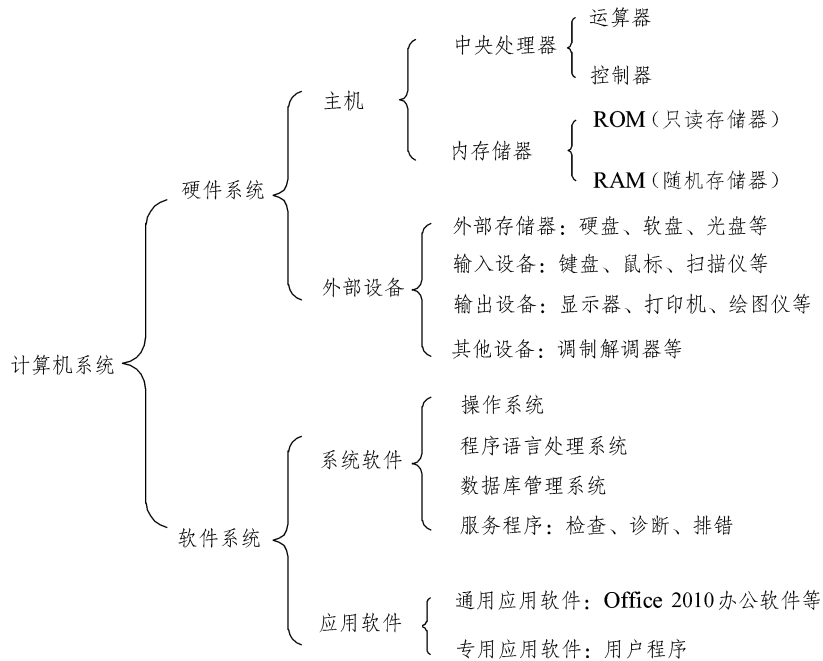 运算器
中央处理器
控制器
主机
ROM（只读存储器）
内存储器
RAM（随机存储器）
硬件系统
外部存储器：硬盘、软盘、光盘等
输入设备：键盘、鼠标、扫描仪等
外部设备
输出设备：显示器、打印机、绘图仪等
其他设备：调制解调器等
计算机系统
操作系统
程序语言处理系统
系统软件
数据库管理系统
服务程序：检查、诊断、排错
软件系统
通用应用软件：Office 2010办公软件等
应用软件
专用应用软件：用户程序